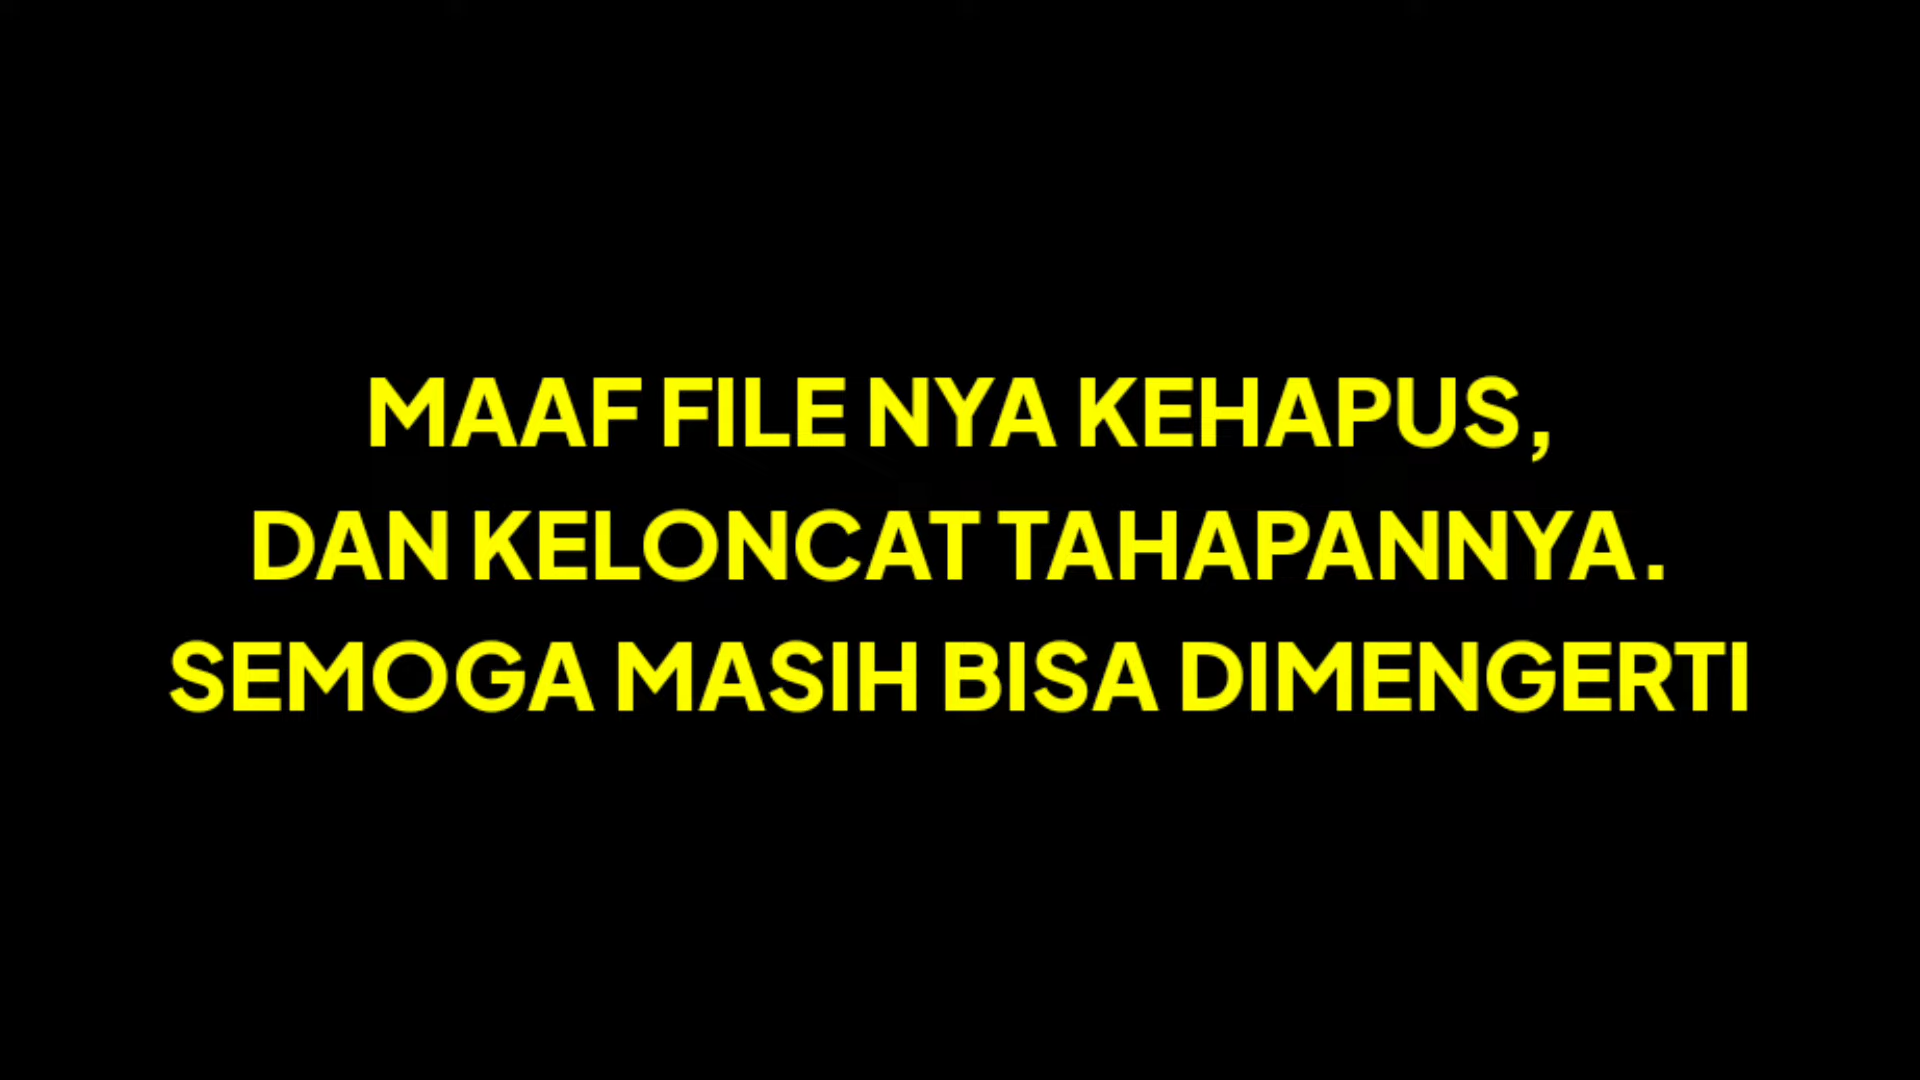 MAAF FILE NYA KEHAPUS,
DAN KELONCAT TAHAPANNYA.
SEMOGA MASIH BISA DIMENGERTI